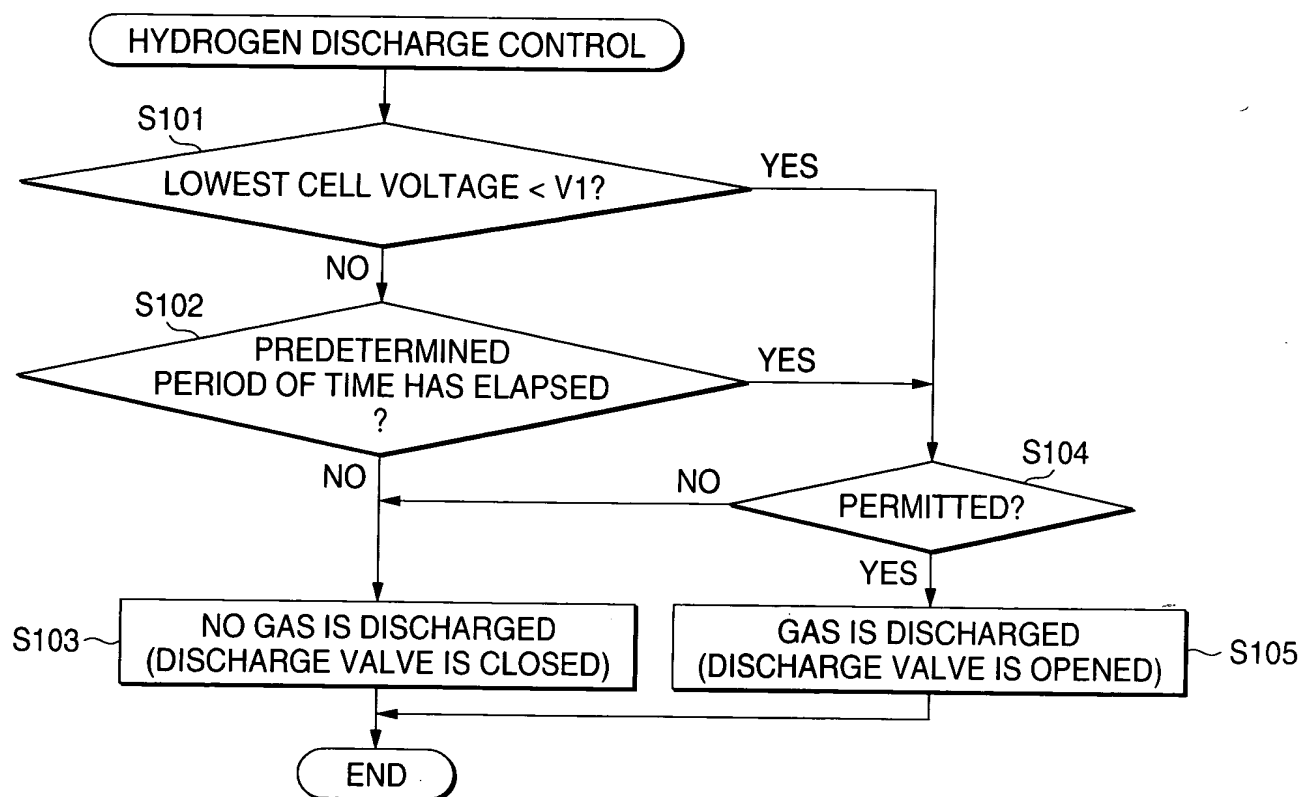 HYDROGEN DISCHARGE CONTROL
S101
LOWEST CELL VOLTAGE < V1?
YES
NO
S102
PREDETERMINED
PERIOD OF TIME HAS ELAPSED
?
YES
NO
S104
PERMITTED?
NO
YES
S103
NO GAS IS DISCHARGED
(DISCHARGE VALVE IS CLOSED)
GAS IS DISCHARGED
(DISCHARGE VALVE IS OPENED)
S105
END